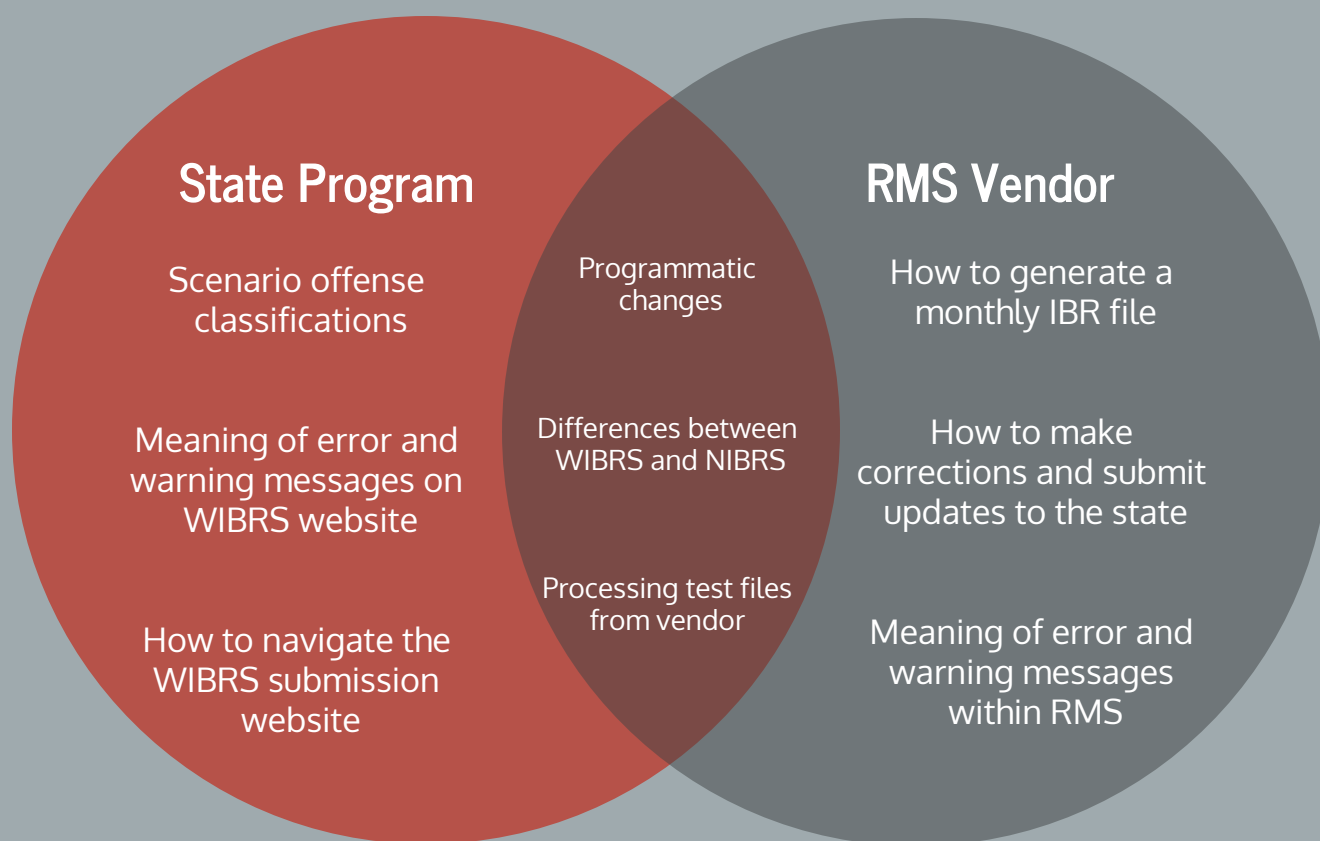 State Program
Scenario offense
classifications
Meaning of error and
warning messages on
WIBRS website
How to navigate the
WIBRS submission
website
Programmatic
changes
Differences between
WIBRS and NIBRS
Processing test files
from vendor
RMS Vendor
How to generate a
monthly IBR file
How to make
corrections and submit
updates to the state
Meaning of error and
warning messages
within RMS